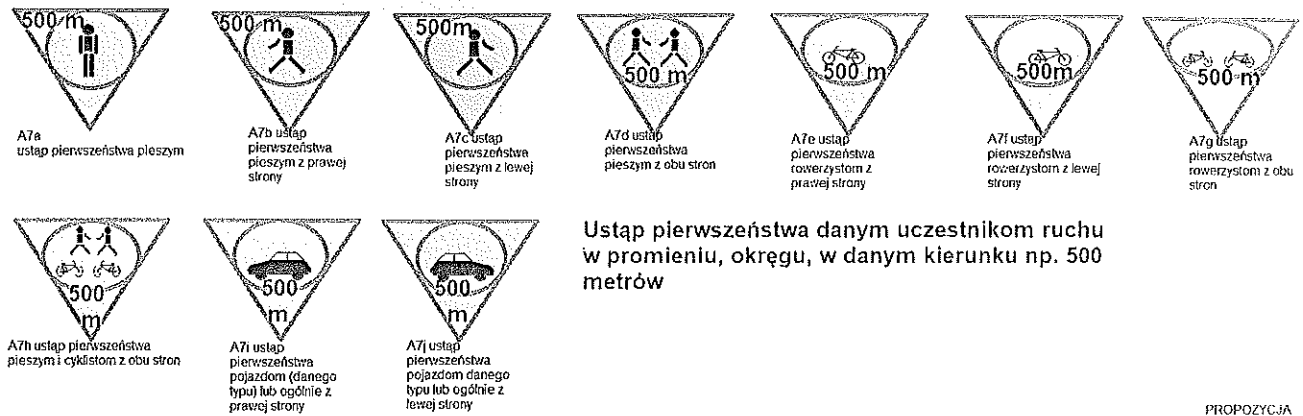 500 m
A7a
ustąp pierwszeństwa pieszym
500 m
A7b ustąp
pierwszeństwa
pieszym z prawej
strony
500m
A7c ustąp
pierwszeństwa
pieszym z lewej
strony
500 m
A7d ustąp
pierwszeństwa
pieszym z obu stron
500 m
A7e ustąp
pierwszeństwa
rowerzystom z
prawej strony
500m
A7f ustąp
pierwszeństwa
rowerzystom z lewej
strony
500 m
A7g ustąp
pierwszeństwa
rowerzystom z obu
stron
500
m
A7h ustąp pierwszeństwa
pieszym i cyklistom z obu stron
500
m
A7i ustąp
pierwszeństwa
pojazdom (danego
typu) lub ogólnie z
prawej strony
500
m
A7j ustąp
pierwszeństwa
pojazdom danego
typu lub ogólnie z
lewej strony
Ustąp pierwszeństwa danym uczestnikom ruchu
w promieniu, okręgu, w danym kierunku np. 500
metrów
PROPOZYCJA